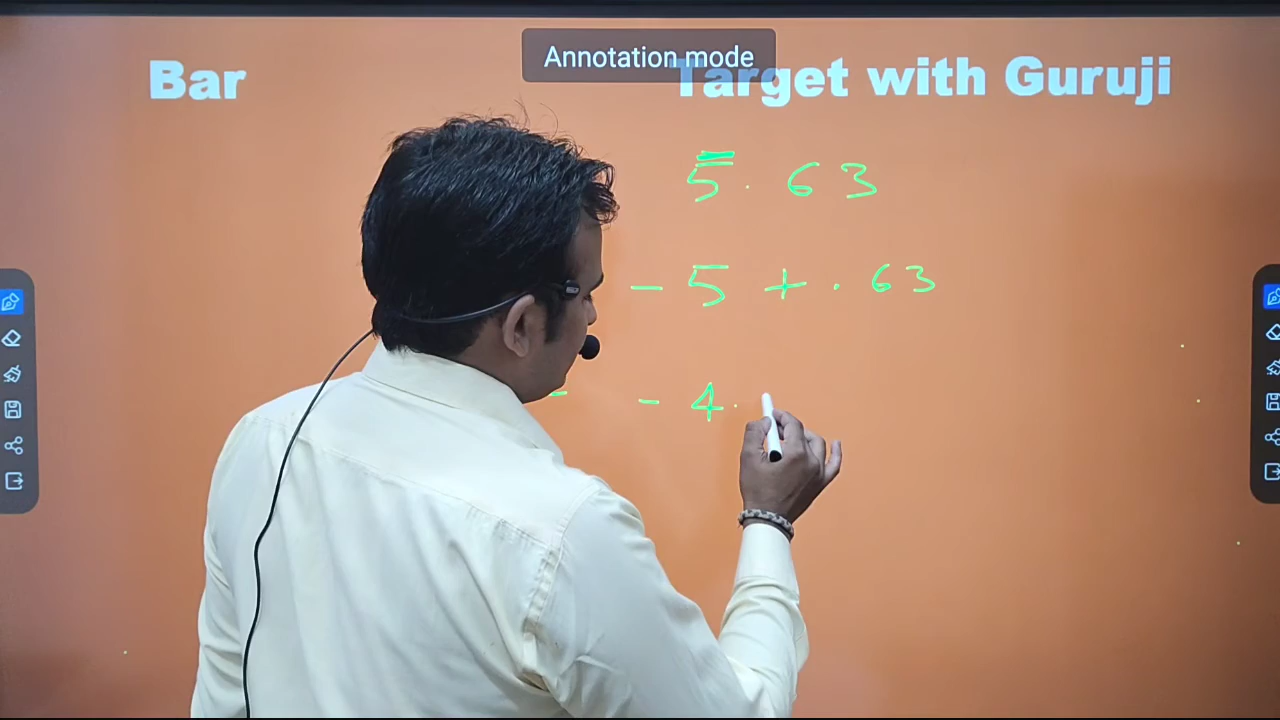 Annotation mode
Bar Target with Guruji
5̅.63
- 5 + .63
= - 4.